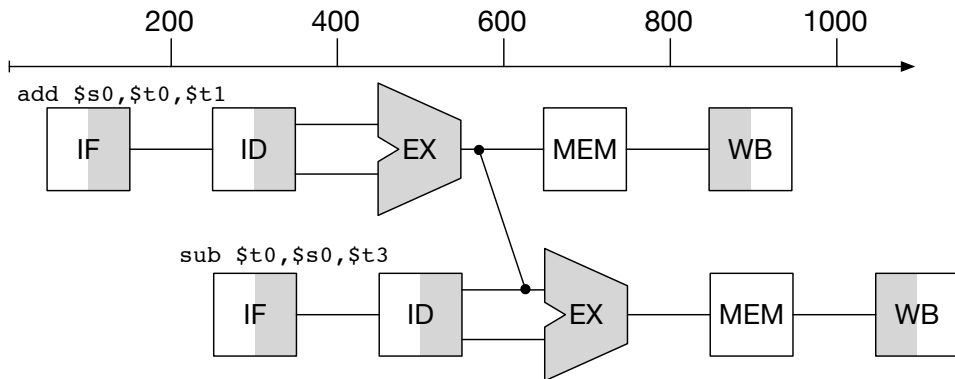 200 400 600 800 1000
add $s0,$t0,$t1
IF ID EX MEM WB
sub $t0,$s0,$t3
IF ID EX MEM WB